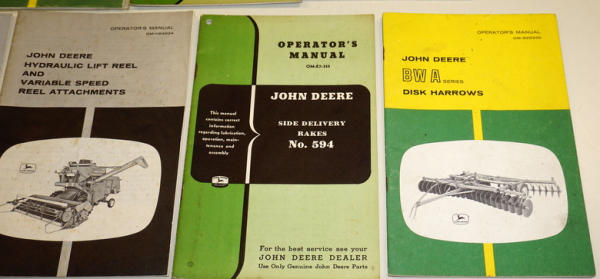 OPERATOR'S MANUAL
JOHN DEERE
HYDRAULIC LIFT REEL
AND
VARIABLE SPEED
REEL ATTACHMENTS
OPERATOR'S
MANUAL
JOHN DEERE
SIDE DELIVERY
RAKES
No. 594
This manual
contains correct
information
regarding lubrication,
operation, main-
tenance and
assembly
For the best service see your
JOHN DEERE DEALER
Use Only Genuine John Deere Parts
OPERATOR'S MANUAL
JOHN DEERE
BWA SERIES
DISK HARROWS